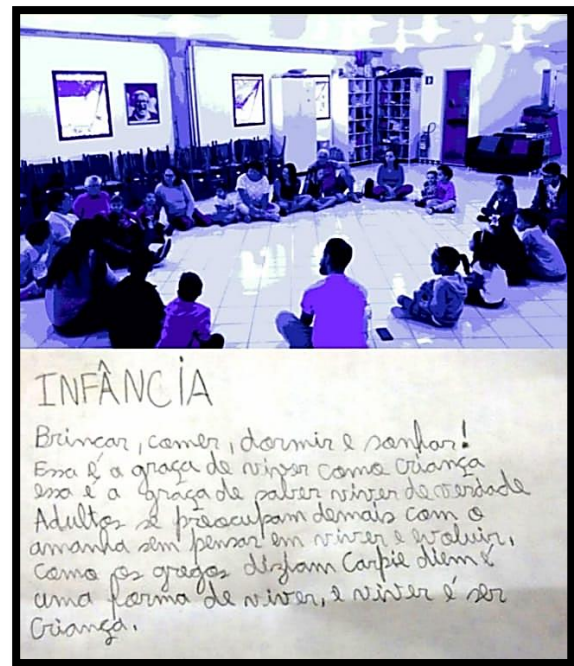 INFÂNCIA
Brincar, comer, dormir e sonhar!
Essa é a graça de viver como criança
essa é a graça de saber viver de verdade
Adultos se preocupam demais com o
amanha sem pensar em viver e evoluir,
como os gregos diziam Carpie diem é
uma forma de viver, e viver é ser
criança.